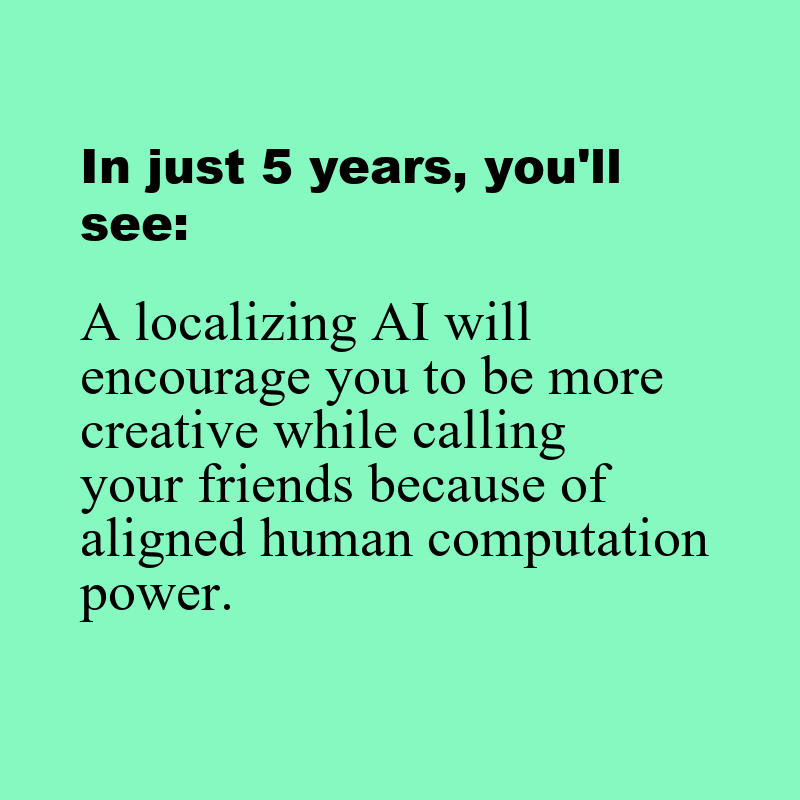 In just 5 years, you'll
see:
A localizing AI will
encourage you to be more
creative while calling
your friends because of
aligned human computation
power.